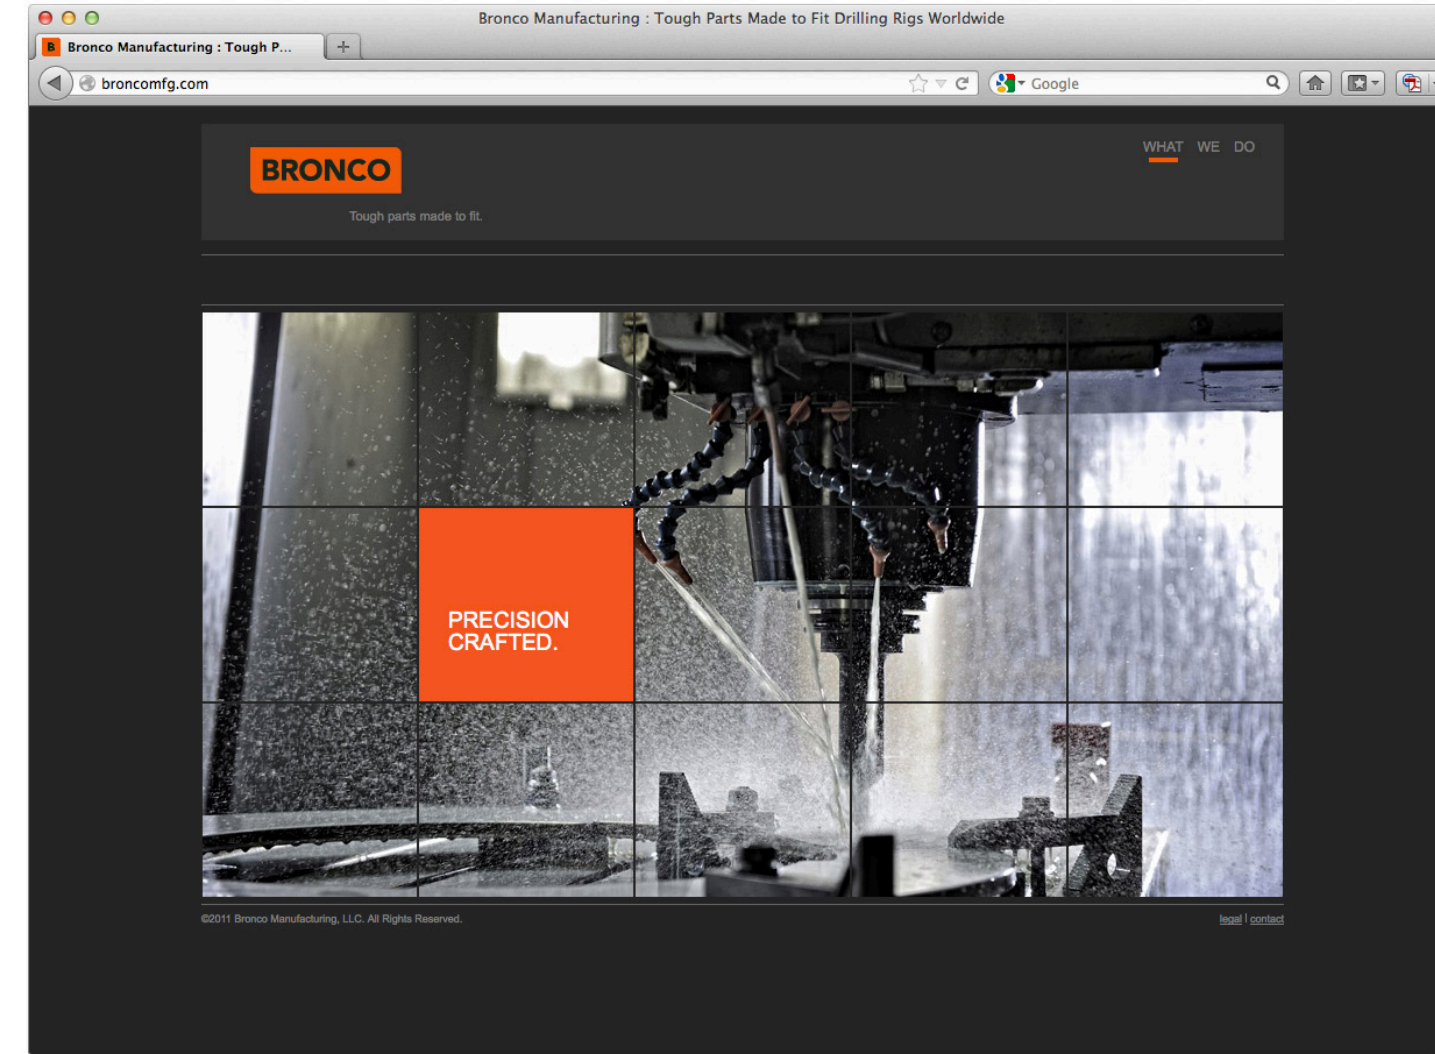 Bronco Manufacturing : Tough Parts Made to Fit Drilling Rigs Worldwide
B Bronco Manufacturing : Tough P...
broncomfg.com
Google
WHAT WE DO
BRONCO
Tough parts made to fit.
PRECISION
CRAFTED.
©2011 Bronco Manufacturing, LLC. All Rights Reserved.
legal | contact